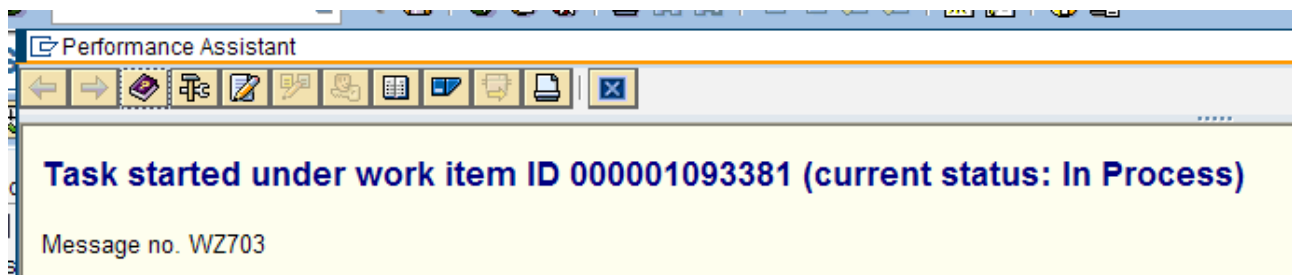 Performance Assistant
Task started under work item ID 000001093381 (current status: In Process)
Message no. WZ703